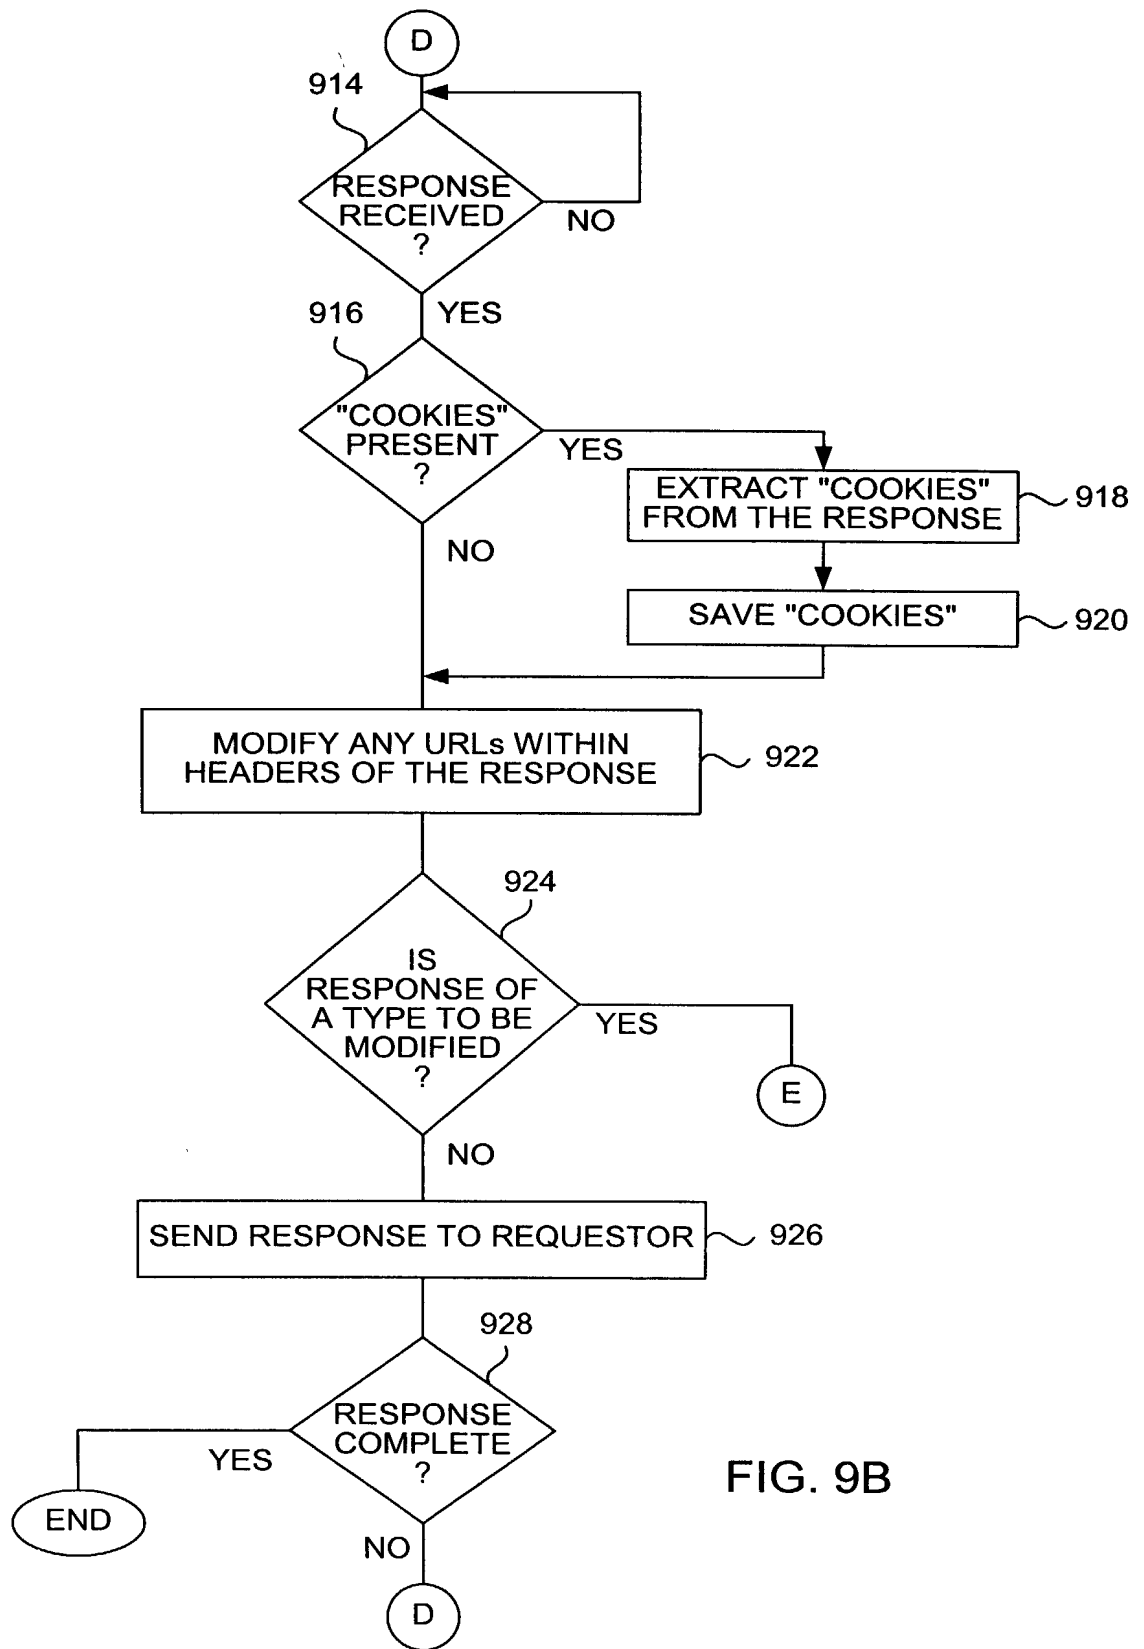 D
914
RESPONSE
RECEIVED
?
NO
YES
916
"COOKIES"
PRESENT
?
YES
EXTRACT "COOKIES"
FROM THE RESPONSE
918
NO
SAVE "COOKIES"
920
MODIFY ANY URLs WITHIN
HEADERS OF THE RESPONSE
922
924
IS
RESPONSE OF
A TYPE TO BE
MODIFIED
?
YES
E
NO
SEND RESPONSE TO REQUESTOR
926
928
RESPONSE
COMPLETE
?
YES
END
NO
D
FIG. 9B